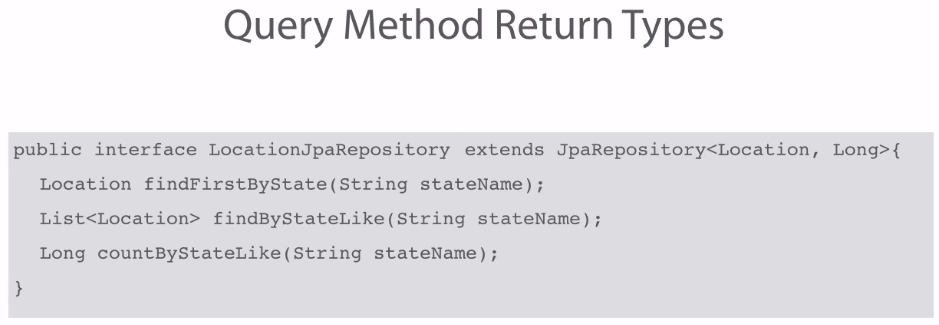 Query Method Return Types
public interface LocationJpaRepository extends JpaRepository<Location, Long>{
Location findFirstByState(String stateName);
List<Location> findByStateLike(String stateName);
Long countByStateLike(String stateName);
}